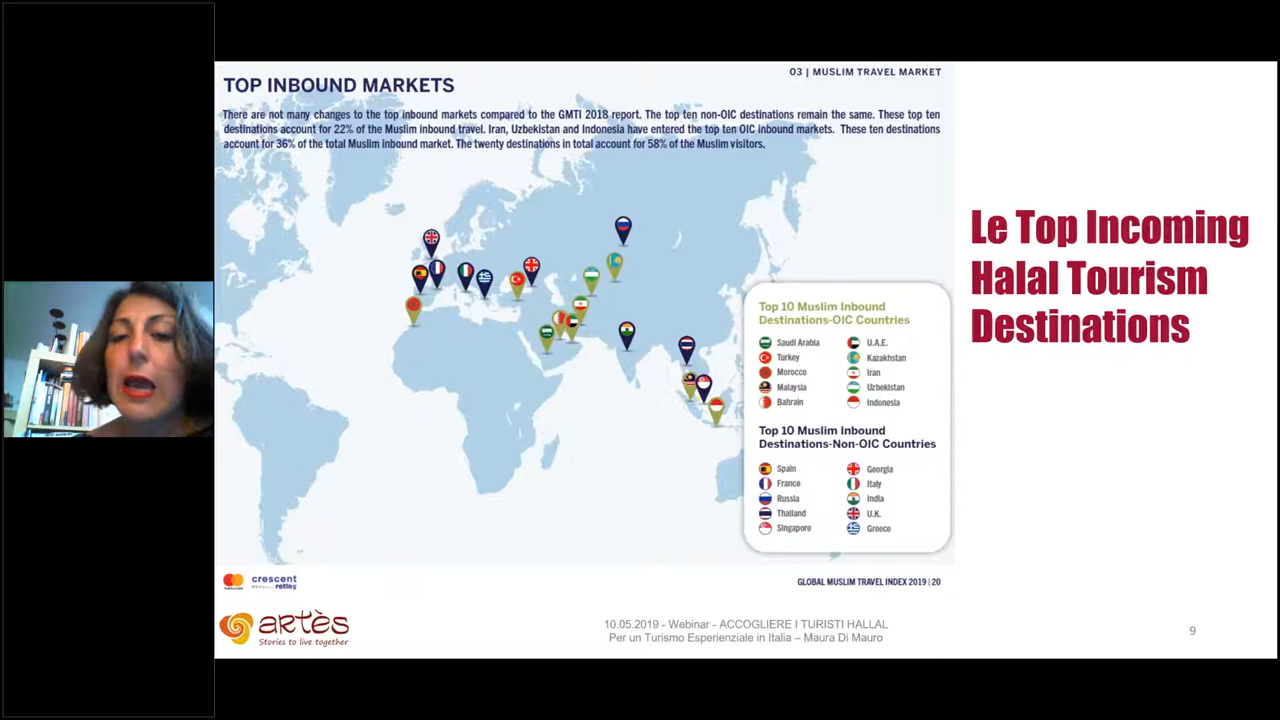 03 | MUSLIM TRAVEL MARKET
TOP INBOUND MARKETS
There are not many changes to the top inbound markets compared to the GMTI 2018 report. The top ten non-OIC destinations remain the same. These top ten
destinations account for 22% of the Muslim inbound travel. Iran, Uzbekistan and Indonesia have entered the top ten OIC inbound markets. These ten destinations
account for 36% of the total Muslim inbound market. The twenty destinations in total account for 58% of the Muslim visitors.
Le Top Incoming
Halal Tourism
Destinations
Top 10 Muslim Inbound
Destinations-OIC Countries
Saudi Arabia
Turkey
Morocco
Malaysia
Bahrain
U.A.E.
Kazakhstan
Iran
Uzbekistan
Indonesia
Top 10 Muslim Inbound
Destinations-Non-OIC Countries
Spain
France
Russia
Thailand
Singapore
Georgia
Italy
India
U.K.
Greece
crescent
rating
GLOBAL MUSLIM TRAVEL INDEX 2019 | 20
artès
Stories to live together
10.05.2019 - Webinar - ACCOGLIERE I TURISTI HALLAL
Per un Turismo Esperienziale in Italia – Maura Di Mauro
9